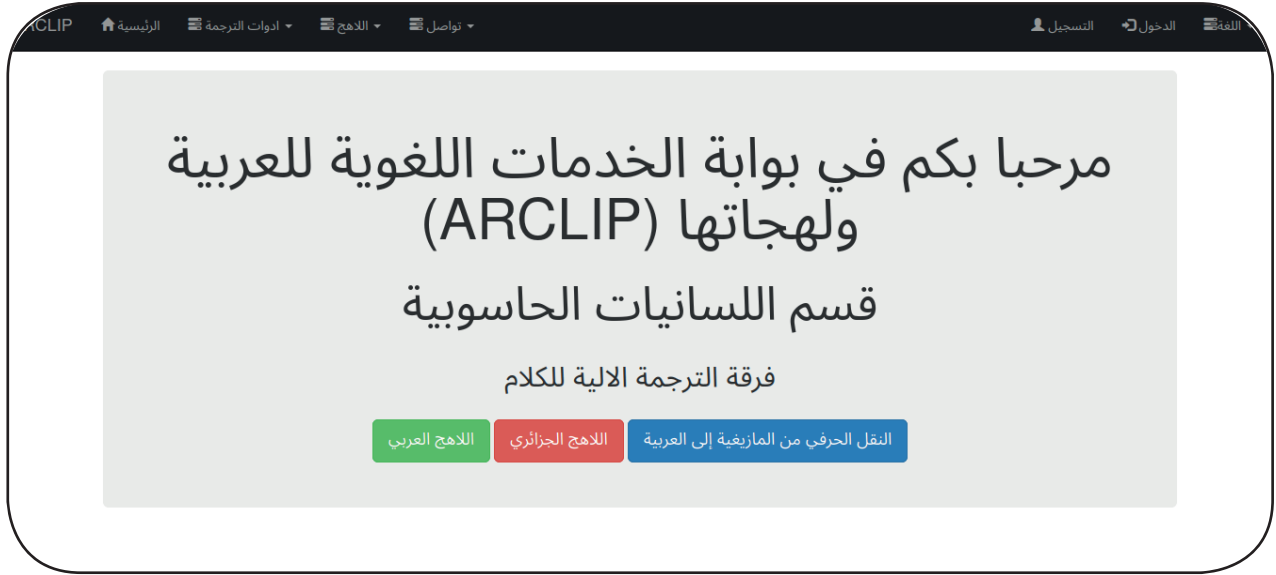 ARCLIP
الرئيسية
ادوات الترجمة
اللاهج
تواصل
التسجيل
الدخول
اللغة
مرحبا بكم في بوابة الخدمات اللغوية للعربية
ولهجاتها (ARCLIP)
قسم اللسانيات الحاسوبية
فرقة الترجمة الالية للكلام
النقل الحرفي من المازيغية إلى العربية
اللاهج الجزائري
اللاهج العربي